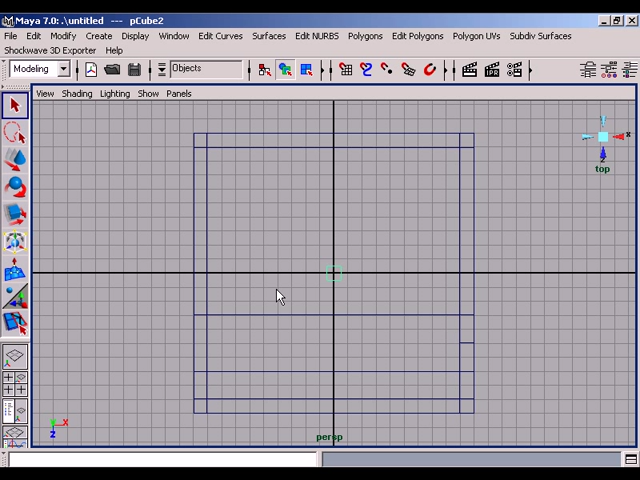 Maya 7.0: .\untitled --- pCube2
File Edit Modify Create Display Window Edit Curves Surfaces Edit NURBS Polygons Edit Polygons Polygon UVs Subdiv Surfaces
Shockwave 3D Exporter Help
Modeling Objects
View Shading Lighting Show Panels
x
z
top
x
z
persp